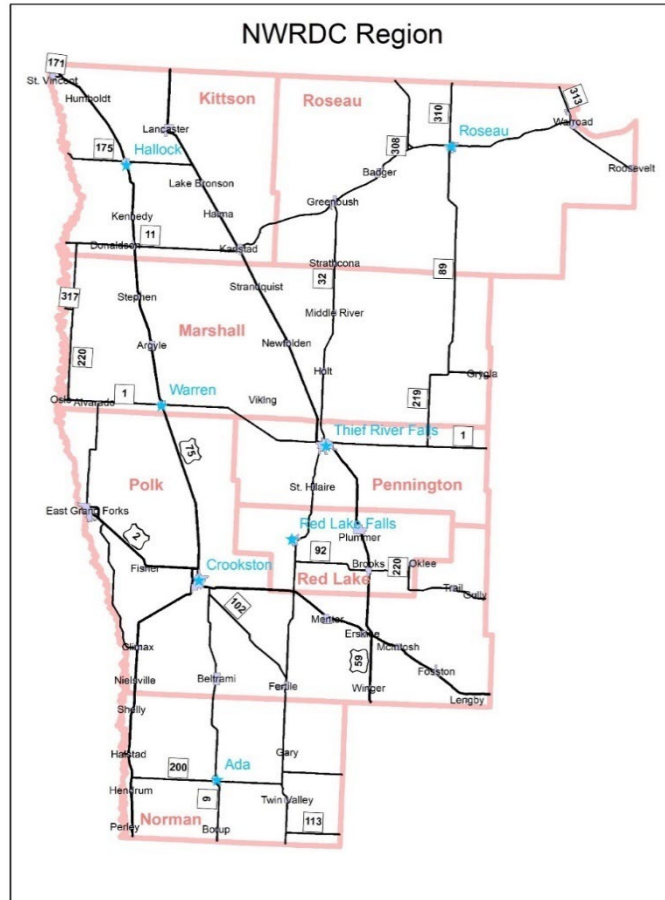 NWRDC Region
171
St. Vincent
Humboldt
Kittson
Roseau
313
310
Lancaster
Warroad
175
Hallock
308
Roseau
Badger
Roosevelt
Lake Bronson
Greenbush
Kennedy
Halma
11
Donaldson
Karlstad
Strathcona
89
32
Strandquist
317
Stephen
Middle River
Marshall
Argyle
Newfolden
220
Holt
Grygla
Warren
1
Viking
219
Oslo
Alvarado
Thief River Falls
1
75
Polk
St. Hilaire
Pennington
East Grand Forks
2
Red Lake Falls
Plummer
92
Fisher
Crookston
Brooks
220
Oklee
Red Lake
Trail
Gully
102
Mentor
Erskine
Climax
McIntosh
59
Nielsville
Beltrami
Fertile
Winger
Fosston
Lengby
Shelly
Halstad
Gary
200
Ada
Hendrum
9
Twin Valley
Perley
Norman
Borup
113